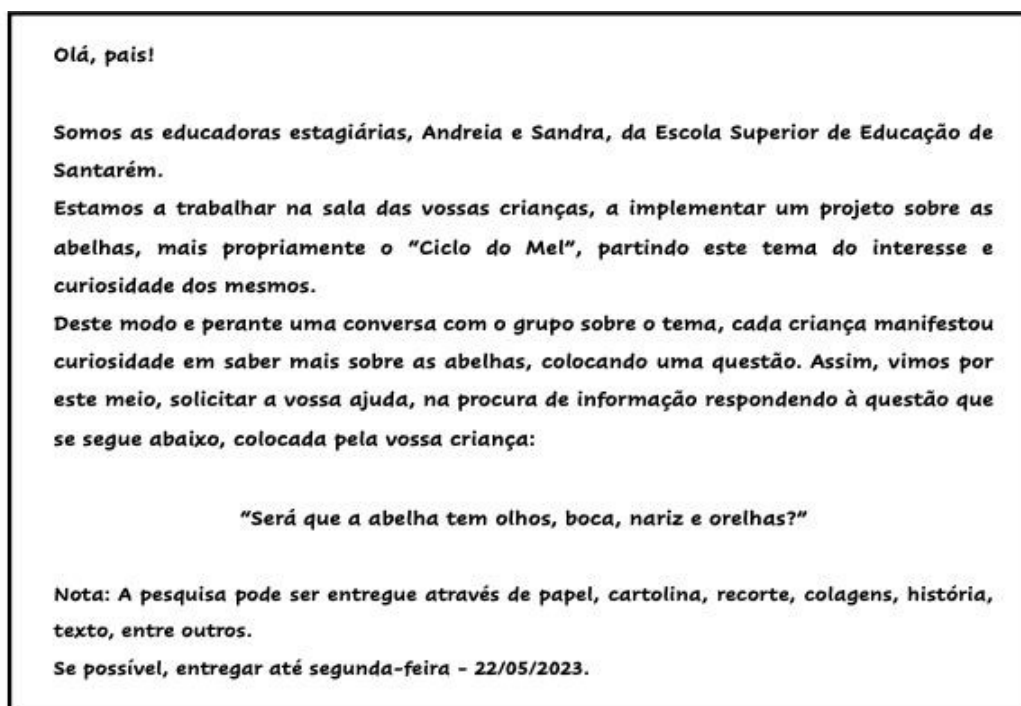 Olá, pais!
Somos as educadoras estagiárias, Andreia e Sandra, da Escola Superior de Educação de
Santarém.
Estamos a trabalhar na sala das vossas crianças, a implementar um projeto sobre as
abelhas, mais propriamente o “Ciclo do Mel”, partindo este tema do interesse e
curiosidade dos mesmos.
Deste modo e perante uma conversa com o grupo sobre o tema, cada criança manifestou
curiosidade em saber mais sobre as abelhas, colocando uma questão. Assim, vimos por
este meio, solicitar a vossa ajuda, na procura de informação respondendo à questão que
se segue abaixo, colocada pela vossa criança:
“Será que a abelha tem olhos, boca, nariz e orelhas?”
Nota: A pesquisa pode ser entregue através de papel, cartolina, recorte, colagens, história,
texto, entre outros.
Se possível, entregar até segunda-feira - 22/05/2023.